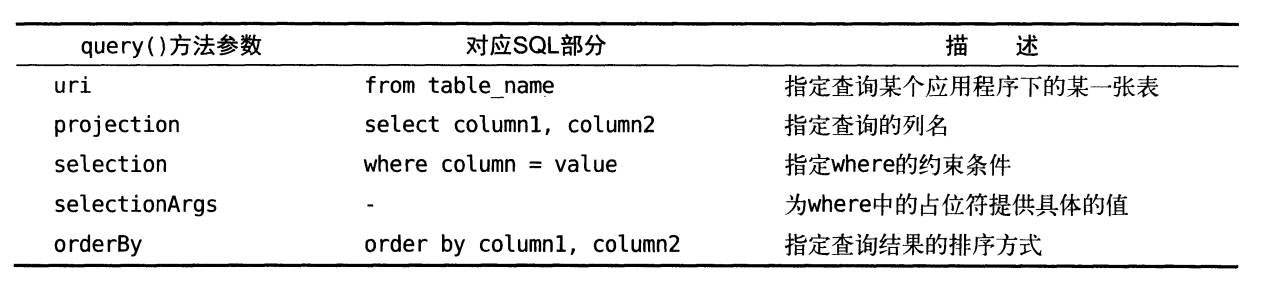 query()方法参数 对应SQL部分 描 述
uri from table_name 指定查询某个应用程序下的某一张表
projection select column1, column2 指定查询的列名
selection where column = value 指定where的约束条件
selectionArgs - 为where中的占位符提供具体的值
orderBy order by column1, column2 指定查询结果的排序方式